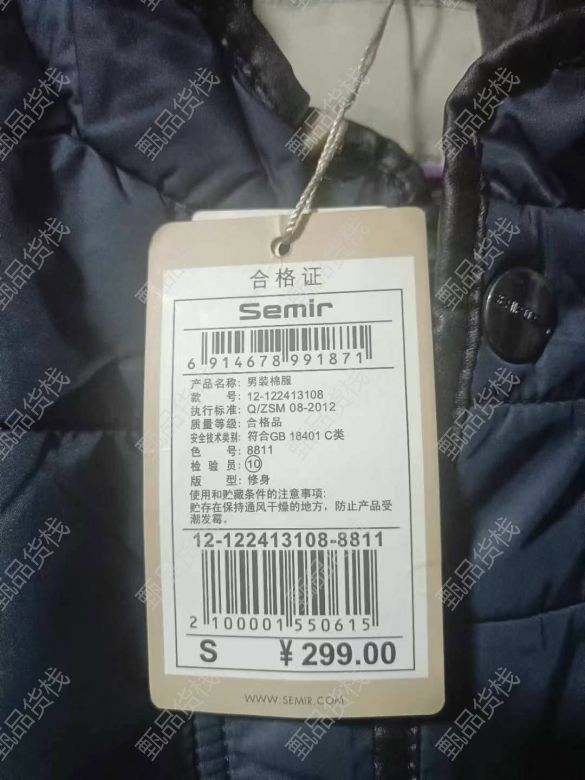 合格证
Semir
6 914678 991871
产品名称: 男装棉服
款 号: 12-122413108
执行标准: Q/ZSM 08-2012
质量等级: 合格品
安全技术类别: 符合GB 18401 C类
色 号: 8811
检 验 员: ⑩
版 型: 修身
使用和贮藏条件的注意事项:
贮存在保持通风干燥的地方, 防止产品受
潮发霉。
12-122413108-8811
2 100001 550615
S ¥ 299.00
WWW.SEMIR.COM
甄品货栈